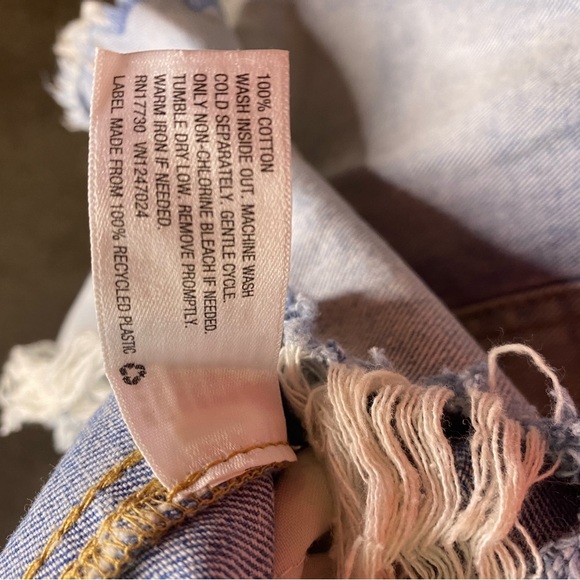 100% COTTON
WASH INSIDE OUT. MACHINE WASH
COLD SEPARATELY. GENTLE CYCLE.
ONLY NON-CHLORINE BLEACH IF NEEDED.
TUMBLE DRY LOW. REMOVE PROMPTLY.
WARM IRON IF NEEDED.
RN17730 VN1247024
LABEL MADE FROM 100% RECYCLED PLASTIC